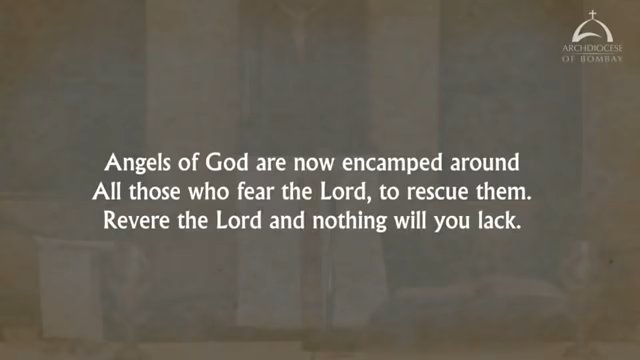 ARCHDIOCESE
OF BOMBAY
Angels of God are now encamped around
All those who fear the Lord, to rescue them.
Revere the Lord and nothing will you lack.